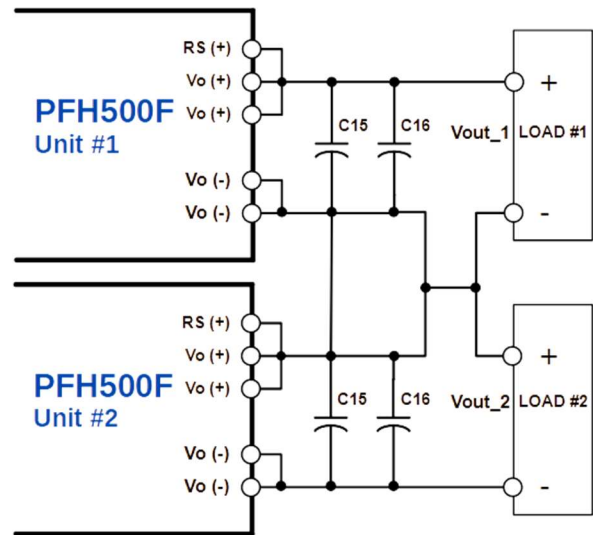 RS (+)
Vo (+)
Vo (+)
PFH500F
Unit #1
Vo (-)
Vo (-)
C15
C16
Vout_1
+
LOAD #1
-
RS (+)
Vo (+)
Vo (+)
PFH500F
Unit #2
Vo (-)
Vo (-)
C15
C16
Vout_2
+
LOAD #2
-